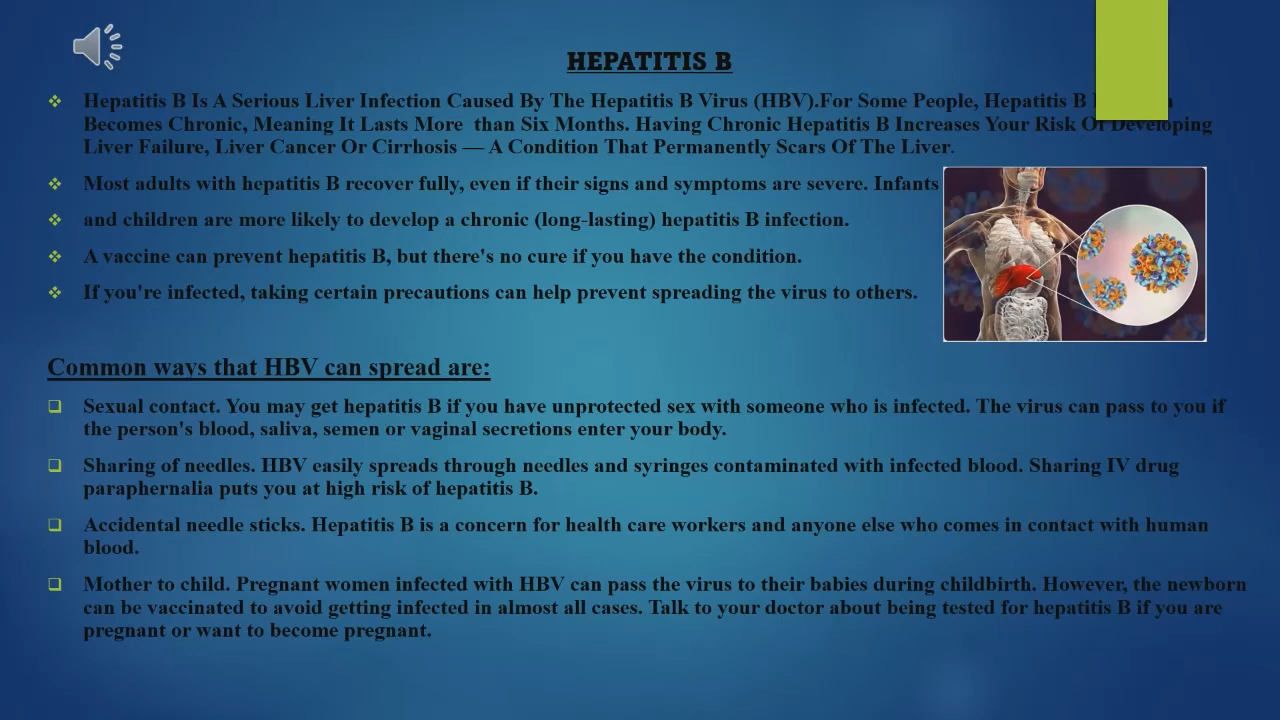 HEPATITIS B
Hepatitis B Is A Serious Liver Infection Caused By The Hepatitis B Virus (HBV).For Some People, Hepatitis B
Becomes Chronic, Meaning It Lasts More  than Six Months. Having Chronic Hepatitis B Increases Your Risk Of Developing
Liver Failure, Liver Cancer Or Cirrhosis — A Condition That Permanently Scars Of The Liver.
Most adults with hepatitis B recover fully, even if their signs and symptoms are severe. Infants
and children are more likely to develop a chronic (long-lasting) hepatitis B infection.
A vaccine can prevent hepatitis B, but there's no cure if you have the condition.
If you're infected, taking certain precautions can help prevent spreading the virus to others.
Common ways that HBV can spread are:
Sexual contact. You may get hepatitis B if you have unprotected sex with someone who is infected. The virus can pass to you if
the person's blood, saliva, semen or vaginal secretions enter your body.
Sharing of needles. HBV easily spreads through needles and syringes contaminated with infected blood. Sharing IV drug
paraphernalia puts you at high risk of hepatitis B.
Accidental needle sticks. Hepatitis B is a concern for health care workers and anyone else who comes in contact with human
blood.
Mother to child. Pregnant women infected with HBV can pass the virus to their babies during childbirth. However, the newborn
can be vaccinated to avoid getting infected in almost all cases. Talk to your doctor about being tested for hepatitis B if you are
pregnant or want to become pregnant.